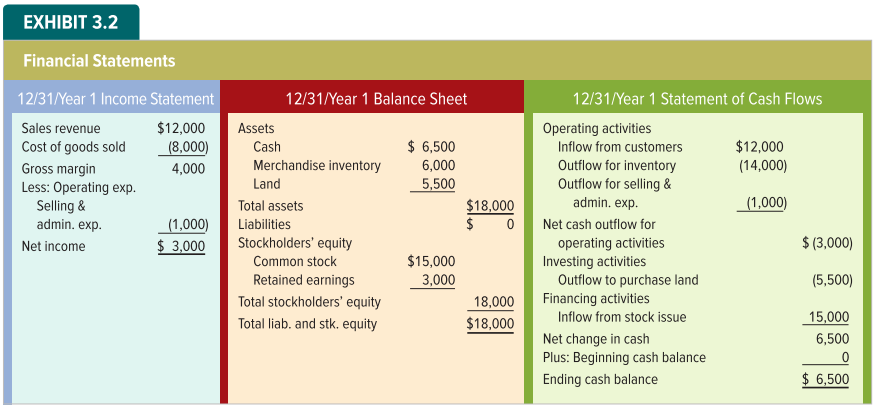 EXHIBIT 3.2
Financial Statements
12/31/Year 1 Income Statement
Sales revenue $12,000
Cost of goods sold (8,000)
Gross margin 4,000
Less: Operating exp.
Selling &
admin. exp. (1,000)
Net income $ 3,000
12/31/Year 1 Balance Sheet
Assets
Cash $ 6,500
Merchandise inventory 6,000
Land 5,500
Total assets $18,000
Liabilities $ 0
Stockholders' equity
Common stock $15,000
Retained earnings 3,000
Total stockholders' equity 18,000
Total liab. and stk. equity $18,000
12/31/Year 1 Statement of Cash Flows
Operating activities
Inflow from customers $12,000
Outflow for inventory (14,000)
Outflow for selling &
admin. exp. (1,000)
Net cash outflow for
operating activities $ (3,000)
Investing activities
Outflow to purchase land (5,500)
Financing activities
Inflow from stock issue 15,000
Net change in cash 6,500
Plus: Beginning cash balance 0
Ending cash balance $ 6,500